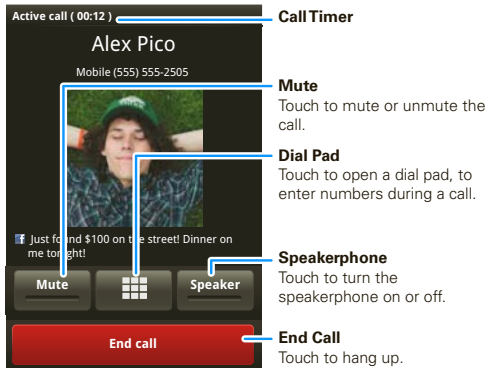 Active call ( 00:12 )
Alex Pico
Mobile (555) 555-2505
f Just found $100 on the street! Dinner on
me tonight!
Mute
Speaker
End call
Call Timer
Mute
Touch to mute or unmute the
call.
Dial Pad
Touch to open a dial pad, to
enter numbers during a call.
Speakerphone
Touch to turn the
speakerphone on or off.
End Call
Touch to hang up.